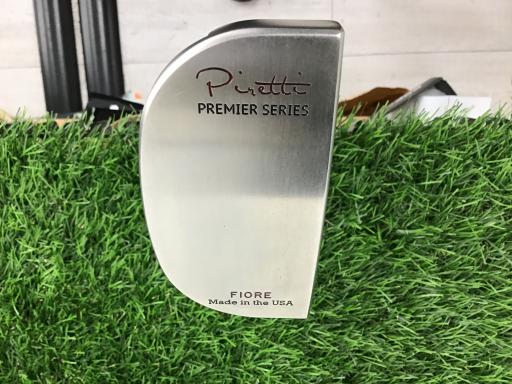 Piretti
PREMIER SERIES
FIORE
Made in the USA